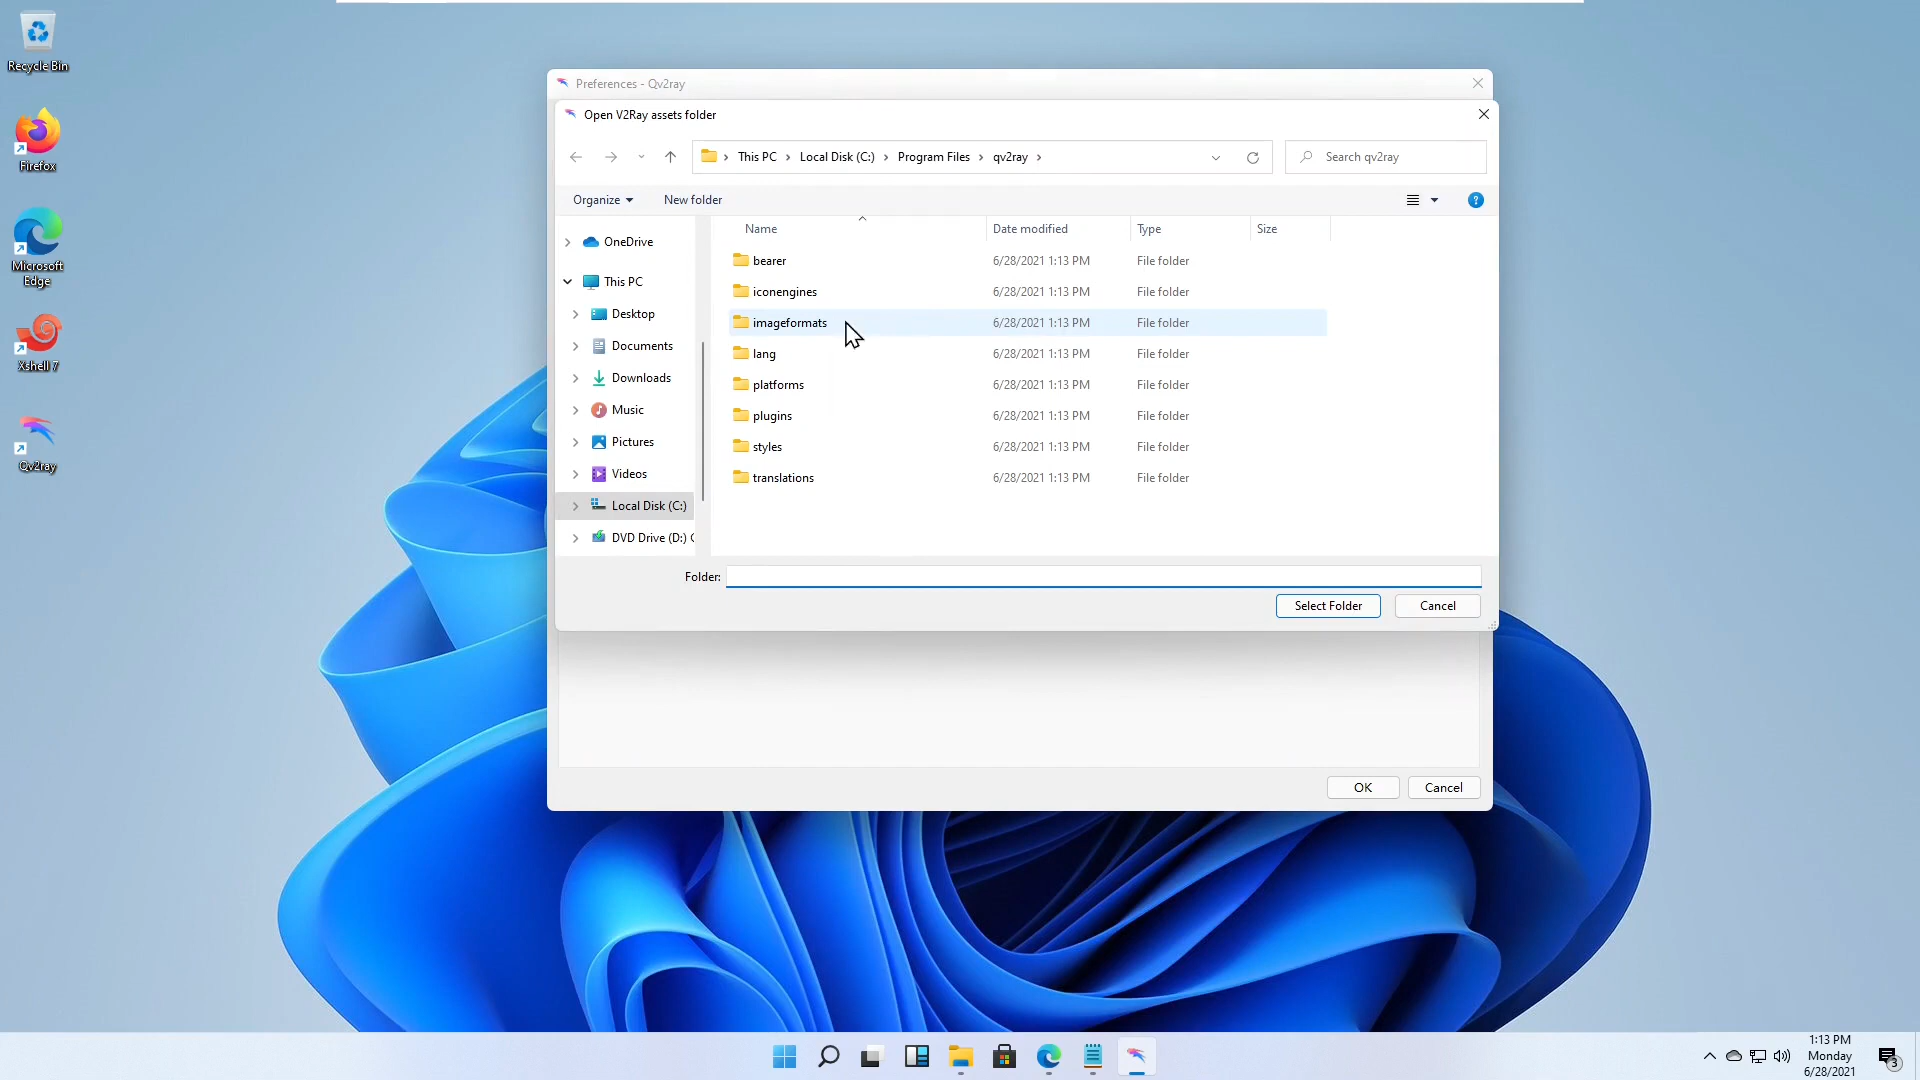 Recycle Bin
Firefox
Microsoft
Edge
Xshell 7
Qv2ray
Preferences - Qv2ray
Open V2Ray assets folder
This PC
Local Disk (C:)
Program Files
qv2ray
Search qv2ray
Organize
New folder
Name
Date modified
Type
Size
OneDrive
This PC
Desktop
Documents
Downloads
Music
Pictures
Videos
Local Disk (C:)
DVD Drive (D:) C
bearer 6/28/2021 1:13 PM File folder
iconengines 6/28/2021 1:13 PM File folder
imageformats 6/28/2021 1:13 PM File folder
lang 6/28/2021 1:13 PM File folder
platforms 6/28/2021 1:13 PM File folder
plugins 6/28/2021 1:13 PM File folder
styles 6/28/2021 1:13 PM File folder
translations 6/28/2021 1:13 PM File folder
Folder:
Select Folder
Cancel
OK
Cancel
1:13 PM
Monday
6/28/2021
3